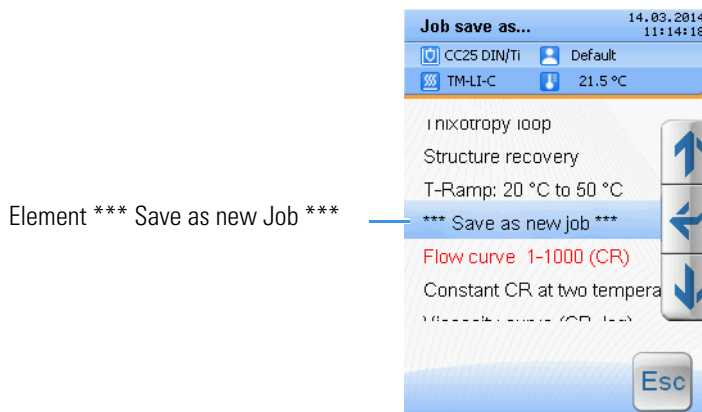 Job save as...
14.03.2014
11:14:18
CC25 DIN/Ti
Default
TM-LI-C
21.5 °C
Structure recovery
T-Ramp: 20 °C to 50 °C
Element *** Save as new Job ***
*** Save as new job ***
Flow curve 1-1000 (CR)
Constant CR at two tempera
Esc